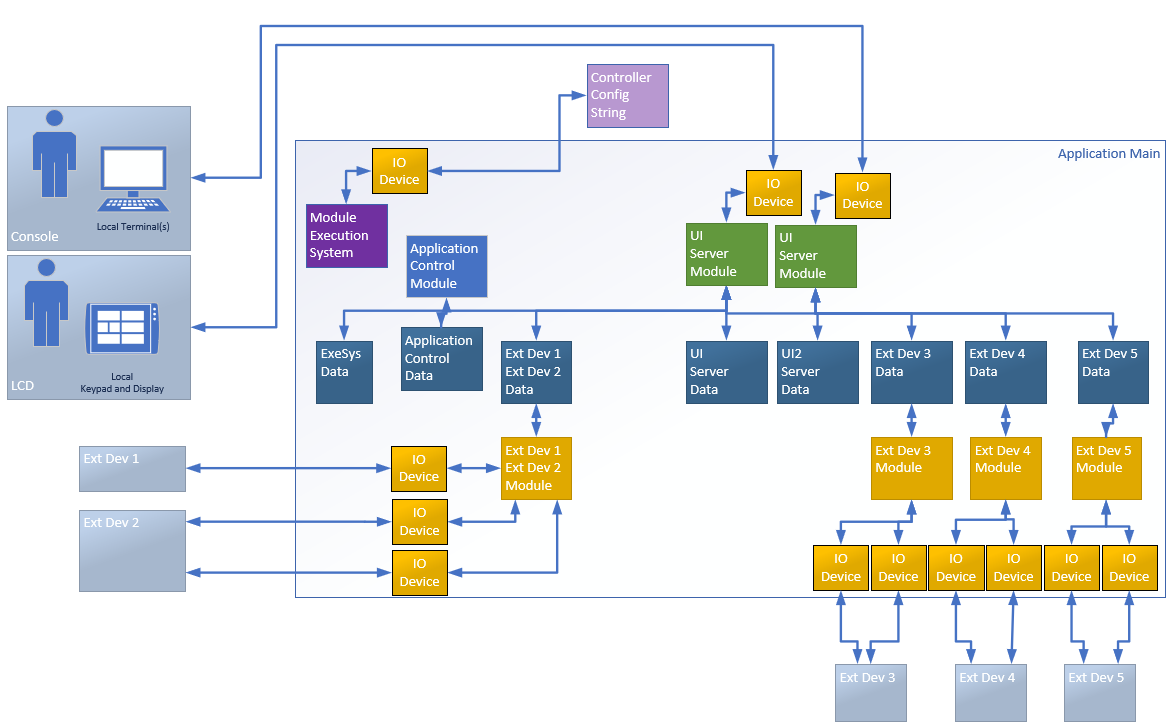 Controller
Config
String
Application Main
IO
Device
IO
Device
IO
Device
Module
Execution
System
Local Terminal(s)
Console
UI
Server
Module
UI
Server
Module
Application
Control
Module
Local
Keypad and Display
LCD
ExeSys
Data
Application
Control
Data
Ext Dev 1
Ext Dev 2
Data
UI
Server
Data
UI2
Server
Data
Ext Dev 3
Data
Ext Dev 4
Data
Ext Dev 5
Data
Ext Dev 1
IO
Device
Ext Dev 1
Ext Dev 2
Module
Ext Dev 3
Module
Ext Dev 4
Module
Ext Dev 5
Module
Ext Dev 2
IO
Device
IO
Device
IO
Device
IO
Device
IO
Device
IO
Device
IO
Device
IO
Device
Ext Dev 3
Ext Dev 4
Ext Dev 5